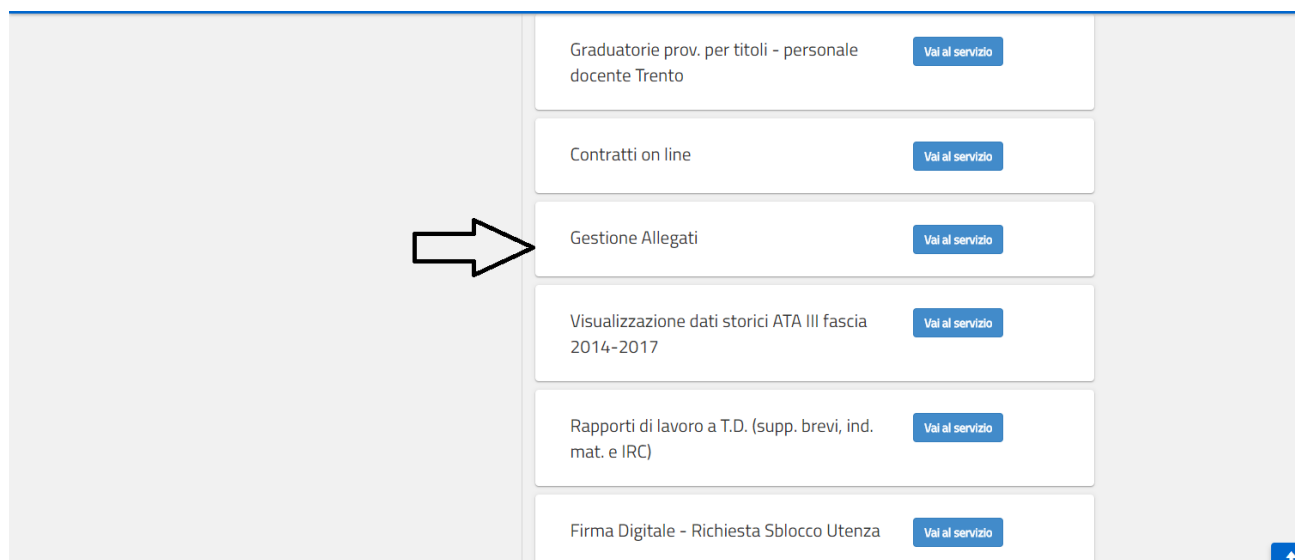 Graduatorie prov. per titoli - personale
docente Trento
Vai al servizio
Contratti on line
Vai al servizio
Gestione Allegati
Vai al servizio
Visualizzazione dati storici ATA III fascia
2014-2017
Vai al servizio
Rapporti di lavoro a T.D. (supp. brevi, ind.
mat. e IRC)
Vai al servizio
Firma Digitale - Richiesta Sblocco Utenza
Vai al servizio